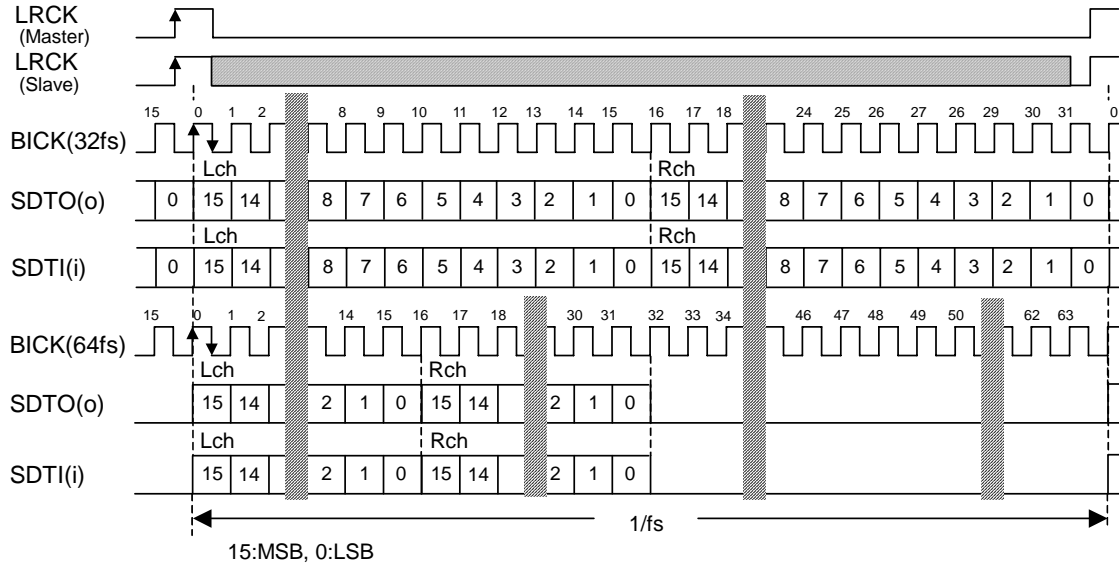 LRCK
(Master)
LRCK
(Slave)
15 0 1 2 8 9 10 11 12 13 14 15 16 17 18 24 25 26 27 26 29 30 31 0
BICK(32fs)
Lch Rch
SDTO(o) 0 15 14 8 7 6 5 4 3 2 1 0 15 14 8 7 6 5 4 3 2 1 0
Lch Rch
SDTI(i) 0 15 14 8 7 6 5 4 3 2 1 0 15 14 8 7 6 5 4 3 2 1 0
15 0 1 2 14 15 16 17 18 30 31 32 33 34 46 47 48 49 50 62 63
BICK(64fs)
Lch Rch
SDTO(o) 15 14 2 1 0 15 14 2 1 0
Lch Rch
SDTI(i) 15 14 2 1 0 15 14 2 1 0
1/fs
15:MSB, 0:LSB